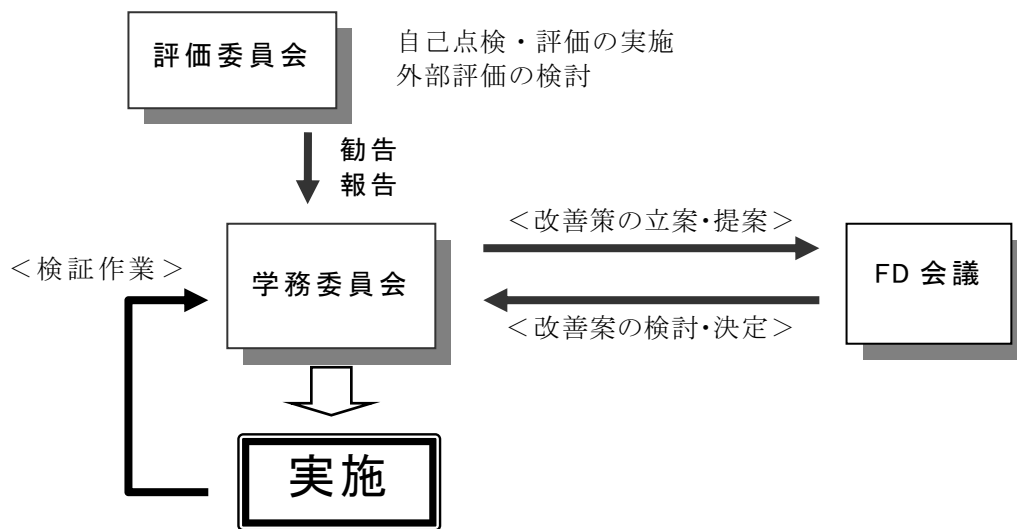 評価委員会
自己点検・評価の実施
外部評価の検討
勧告
報告
＜改善策の立案･提案＞
＜検証作業＞
学務委員会
FD 会議
＜改善案の検討･決定＞
実施